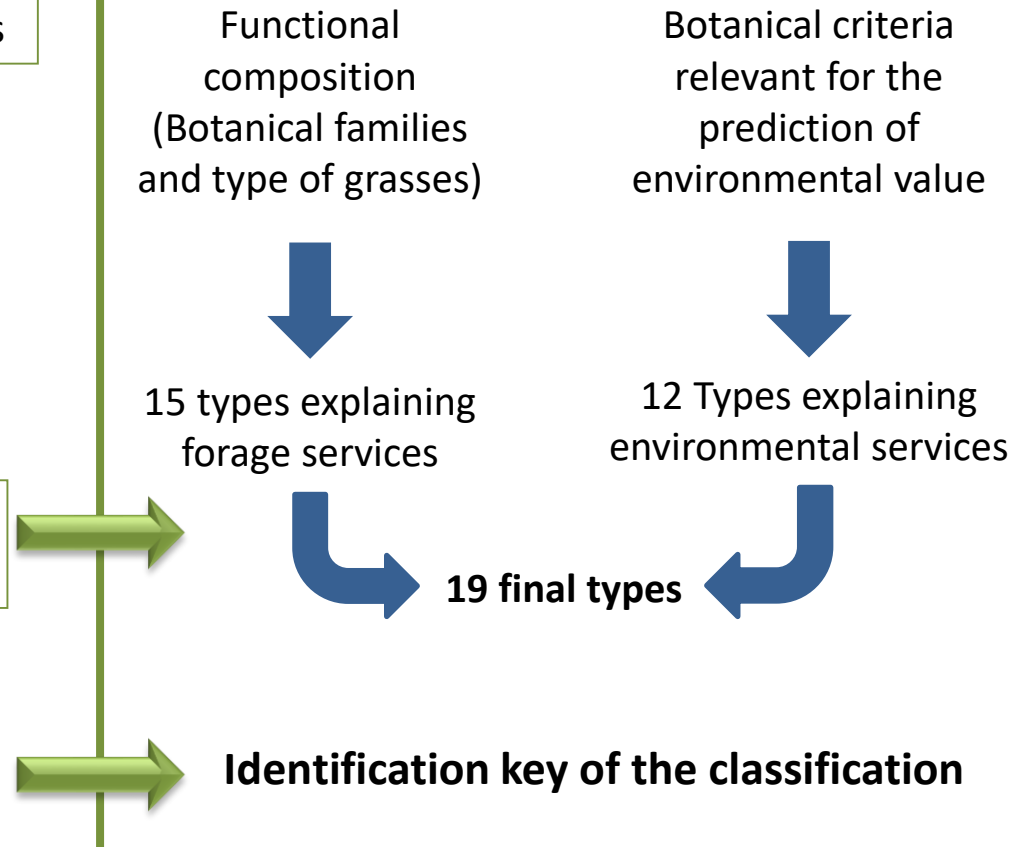 s
Functional
composition
(Botanical families
and type of grasses)
Botanical criteria
relevant for the
prediction of
environmental value
15 types explaining
forage services
12 Types explaining
environmental services
19 final types
Identification key of the classification